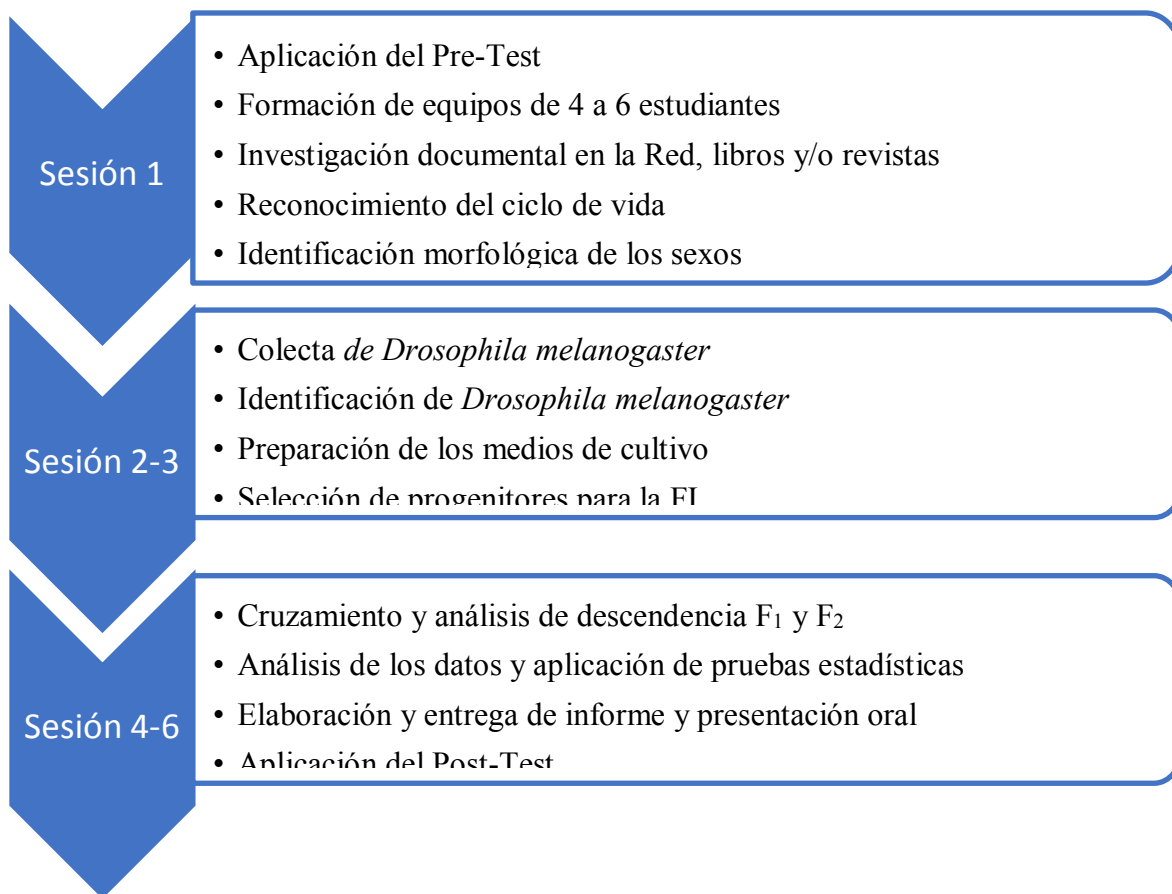 Sesión 1
• Aplicación del Pre-Test
• Formación de equipos de 4 a 6 estudiantes
• Investigación documental en la Red, libros y/o revistas
• Reconocimiento del ciclo de vida
• Identificación morfológica de los sexos
Sesión 2-3
• Colecta de Drosophila melanogaster
• Identificación de Drosophila melanogaster
• Preparación de los medios de cultivo
• Selección de progenitores para la FI
Sesión 4-6
• Cruzamiento y análisis de descendencia F₁ y F₂
• Análisis de los datos y aplicación de pruebas estadísticas
• Elaboración y entrega de informe y presentación oral
• Aplicación del Post-Test